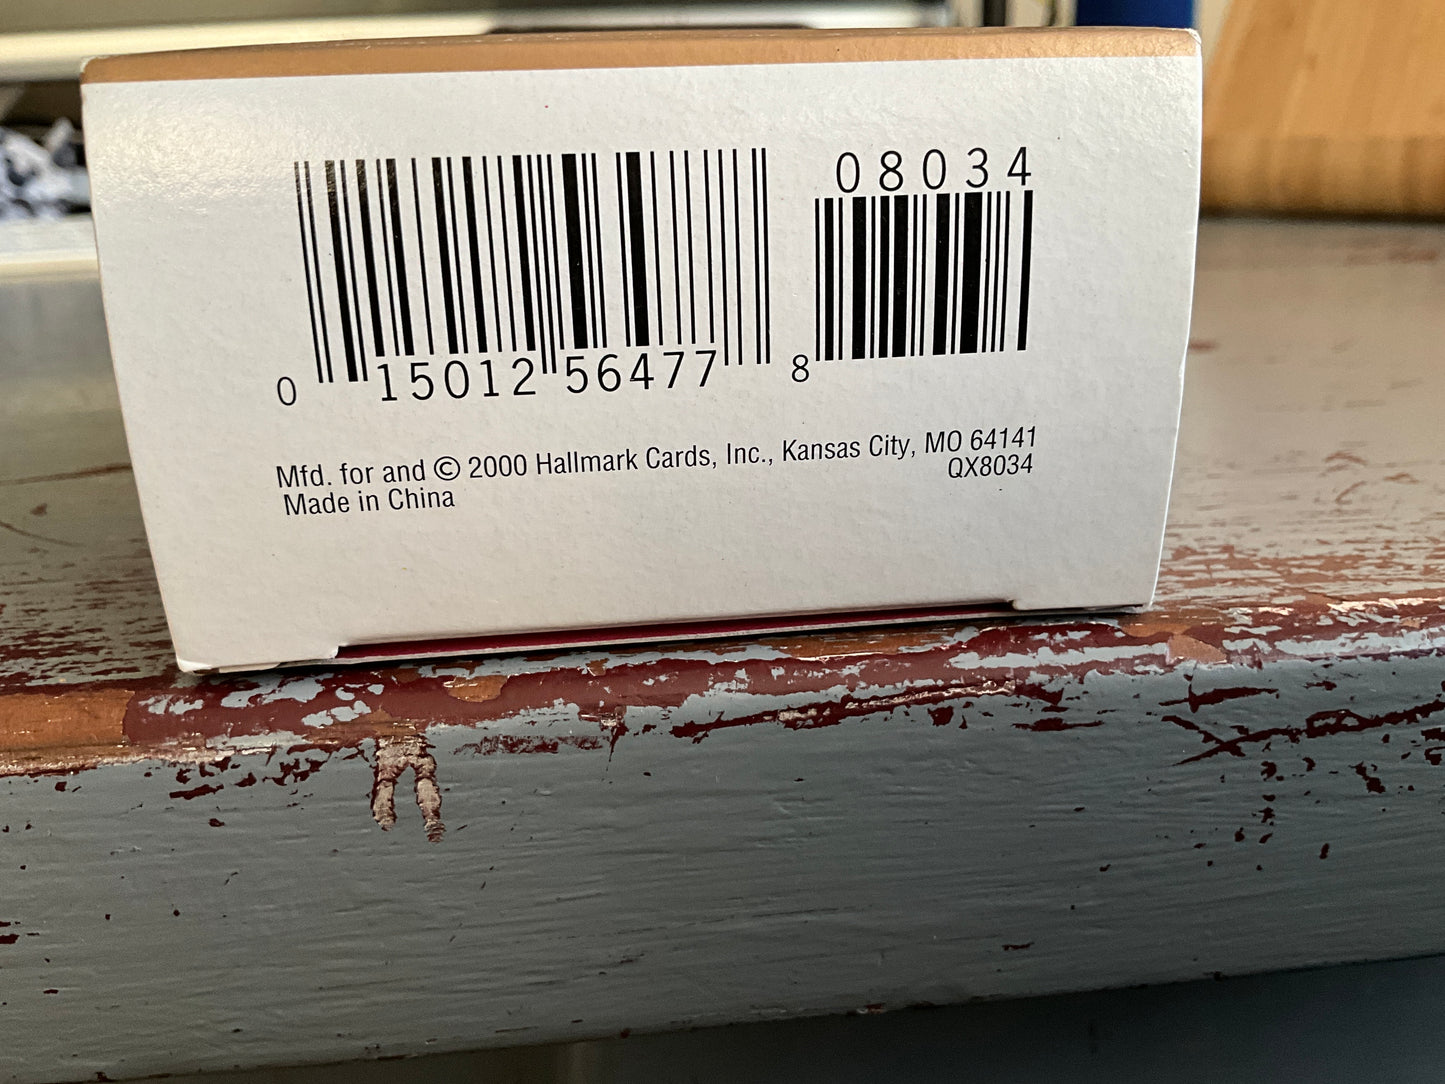 08034
0 15012 56477 8
Mfd. for and © 2000 Hallmark Cards, Inc., Kansas City, MO 64141
QX8034
Made in China